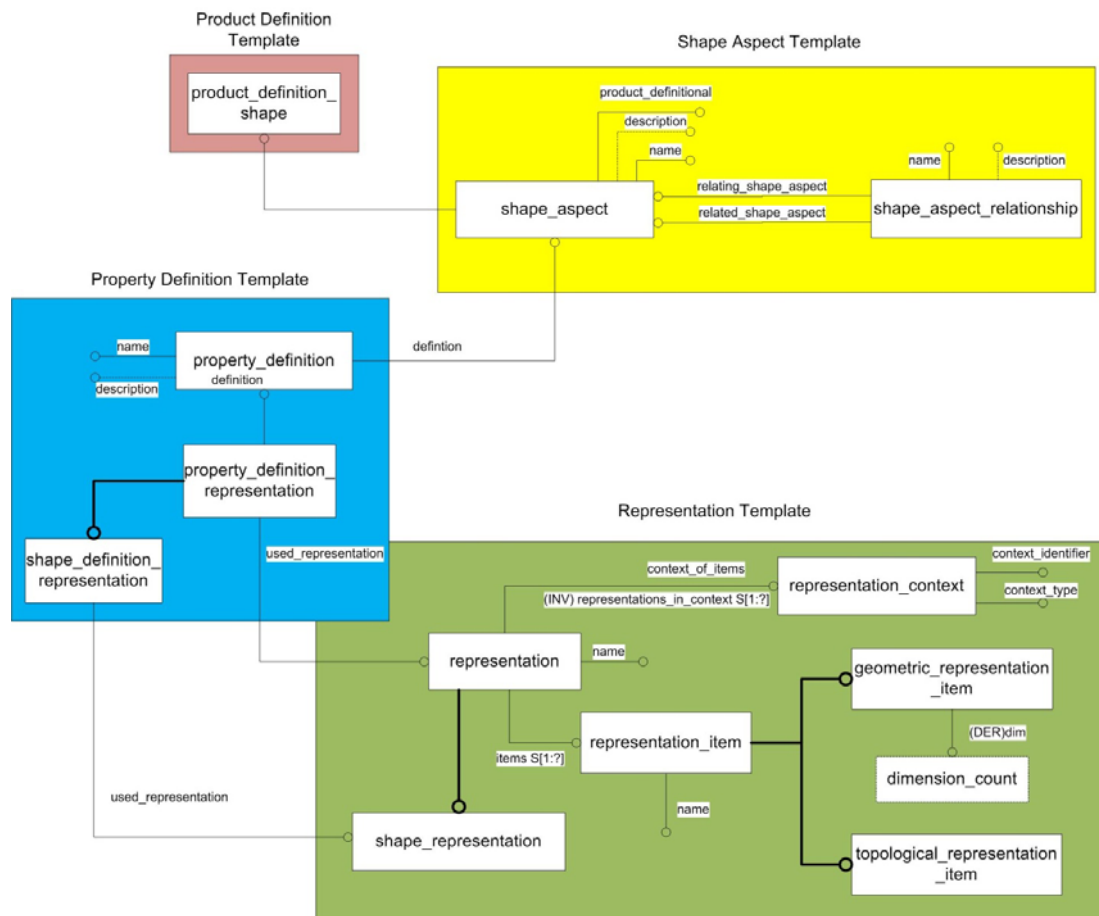 Product Definition
Template
product_definition_
shape
Shape Aspect Template
product_definitional
description
name
shape_aspect
relating_shape_aspect
related_shape_aspect
name
description
shape_aspect_relationship
Property Definition Template
name
description
property_definition
definition
defintion
property_definition_
representation
shape_definition_
representation
used_representation
used_representation
Representation Template
context_of_items
(INV) representations_in_context S[1:?]
representation_context
context_identifier
context_type
representation
name
items S[1:?]
representation_item
name
geometric_representation
_item
(DER)dim
dimension_count
topological_representation
_item
shape_representation